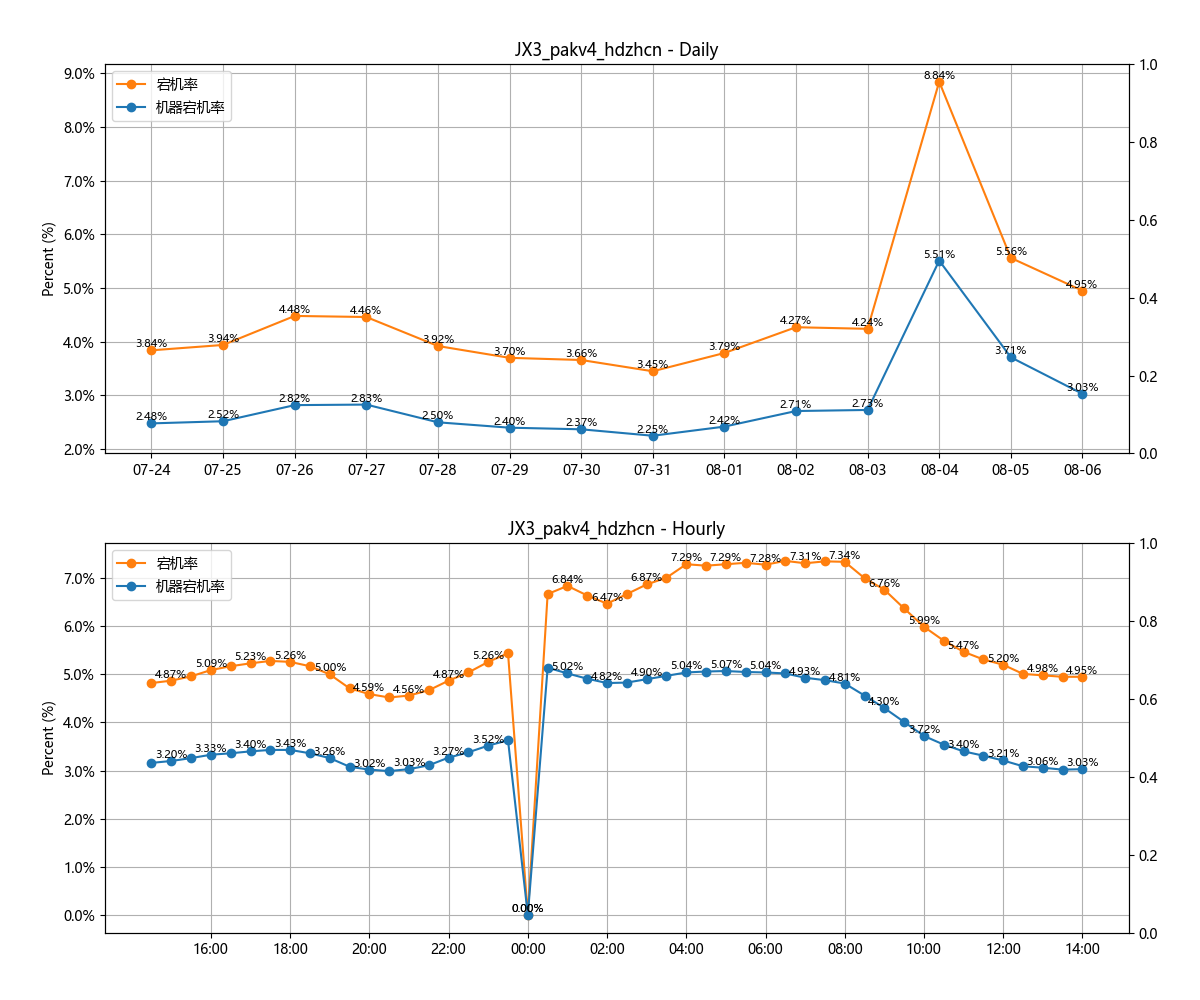 JX3_pakv4_hdzhcn - Daily
宕机率
机器宕机率
Percent (%)
9.0%
8.0%
7.0%
6.0%
5.0%
4.0%
3.0%
2.0%
1.0
0.8
0.6
0.4
0.2
0.0
3.84% 3.94% 4.48% 4.46% 3.92% 3.70% 3.66% 3.45% 3.79% 4.27% 4.24% 8.84% 5.56% 4.95%
2.48% 2.52% 2.82% 2.83% 2.50% 2.40% 2.37% 2.25% 2.42% 2.71% 2.73% 5.51% 3.71% 3.03%
07-24 07-25 07-26 07-27 07-28 07-29 07-30 07-31 08-01 08-02 08-03 08-04 08-05 08-06
JX3_pakv4_hdzhcn - Hourly
宕机率
机器宕机率
Percent (%)
7.0%
6.0%
5.0%
4.0%
3.0%
2.0%
1.0%
0.0%
1.0
0.8
0.6
0.4
0.2
0.0
4.87% 5.09% 5.23% 5.26% 5.00% 4.59% 4.56% 4.87% 5.26% 0.00% 6.84% 6.47% 6.87% 7.29% 7.29% 7.28% 7.31% 7.34% 6.76% 5.99% 5.47% 5.20% 4.98% 4.95%
3.20% 3.33% 3.40% 3.43% 3.26% 3.02% 3.03% 3.27% 3.52% 0.00% 5.02% 4.82% 4.90% 5.04% 5.07% 5.04% 4.93% 4.81% 4.30% 3.72% 3.40% 3.21% 3.06% 3.03%
16:00 18:00 20:00 22:00 00:00 02:00 04:00 06:00 08:00 10:00 12:00 14:00